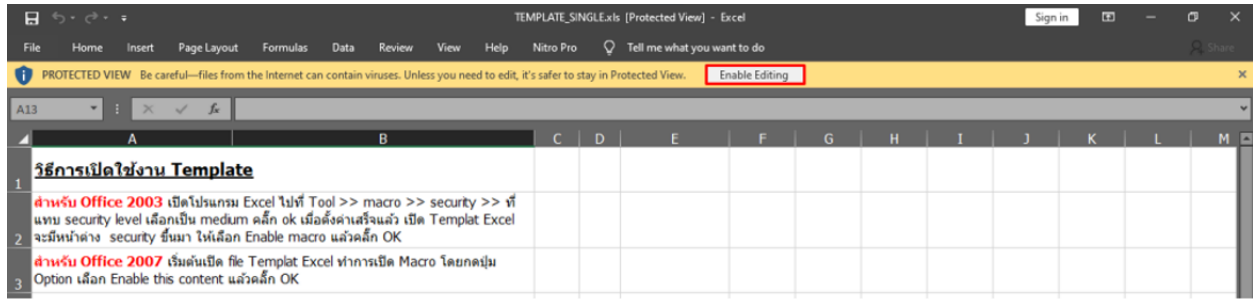 TEMPLATE_SINGLE.xls [Protected View] - Excel
Sign in
File Home Insert Page Layout Formulas Data Review View Help Nitro Pro Tell me what you want to do Share
PROTECTED VIEW Be careful—files from the Internet can contain viruses. Unless you need to edit, it's safer to stay in Protected View. Enable Editing
A13 fx
A B C D E F G H I J K L M
1 วิธีการเปิดใช้งาน Template
สำหรับ Office 2003 เปิดโปรแกรม Excel ไปที่ Tool >> macro >> security >> ที่
แทบ security level เลือกเป็น medium คลิ๊ก ok เมื่อตั้งค่าเสร็จแล้ว เปิด Templat Excel
2 จะมีหน้าต่าง security ขึ้นมา ให้เลือก Enable macro แล้วคลิ๊ก OK
สำหรับ Office 2007 เริ่มต้นเปิด file Templat Excel ทำการเปิด Macro โดยกดปุ่ม
3 Option เลือก Enable this content แล้วคลิ๊ก OK